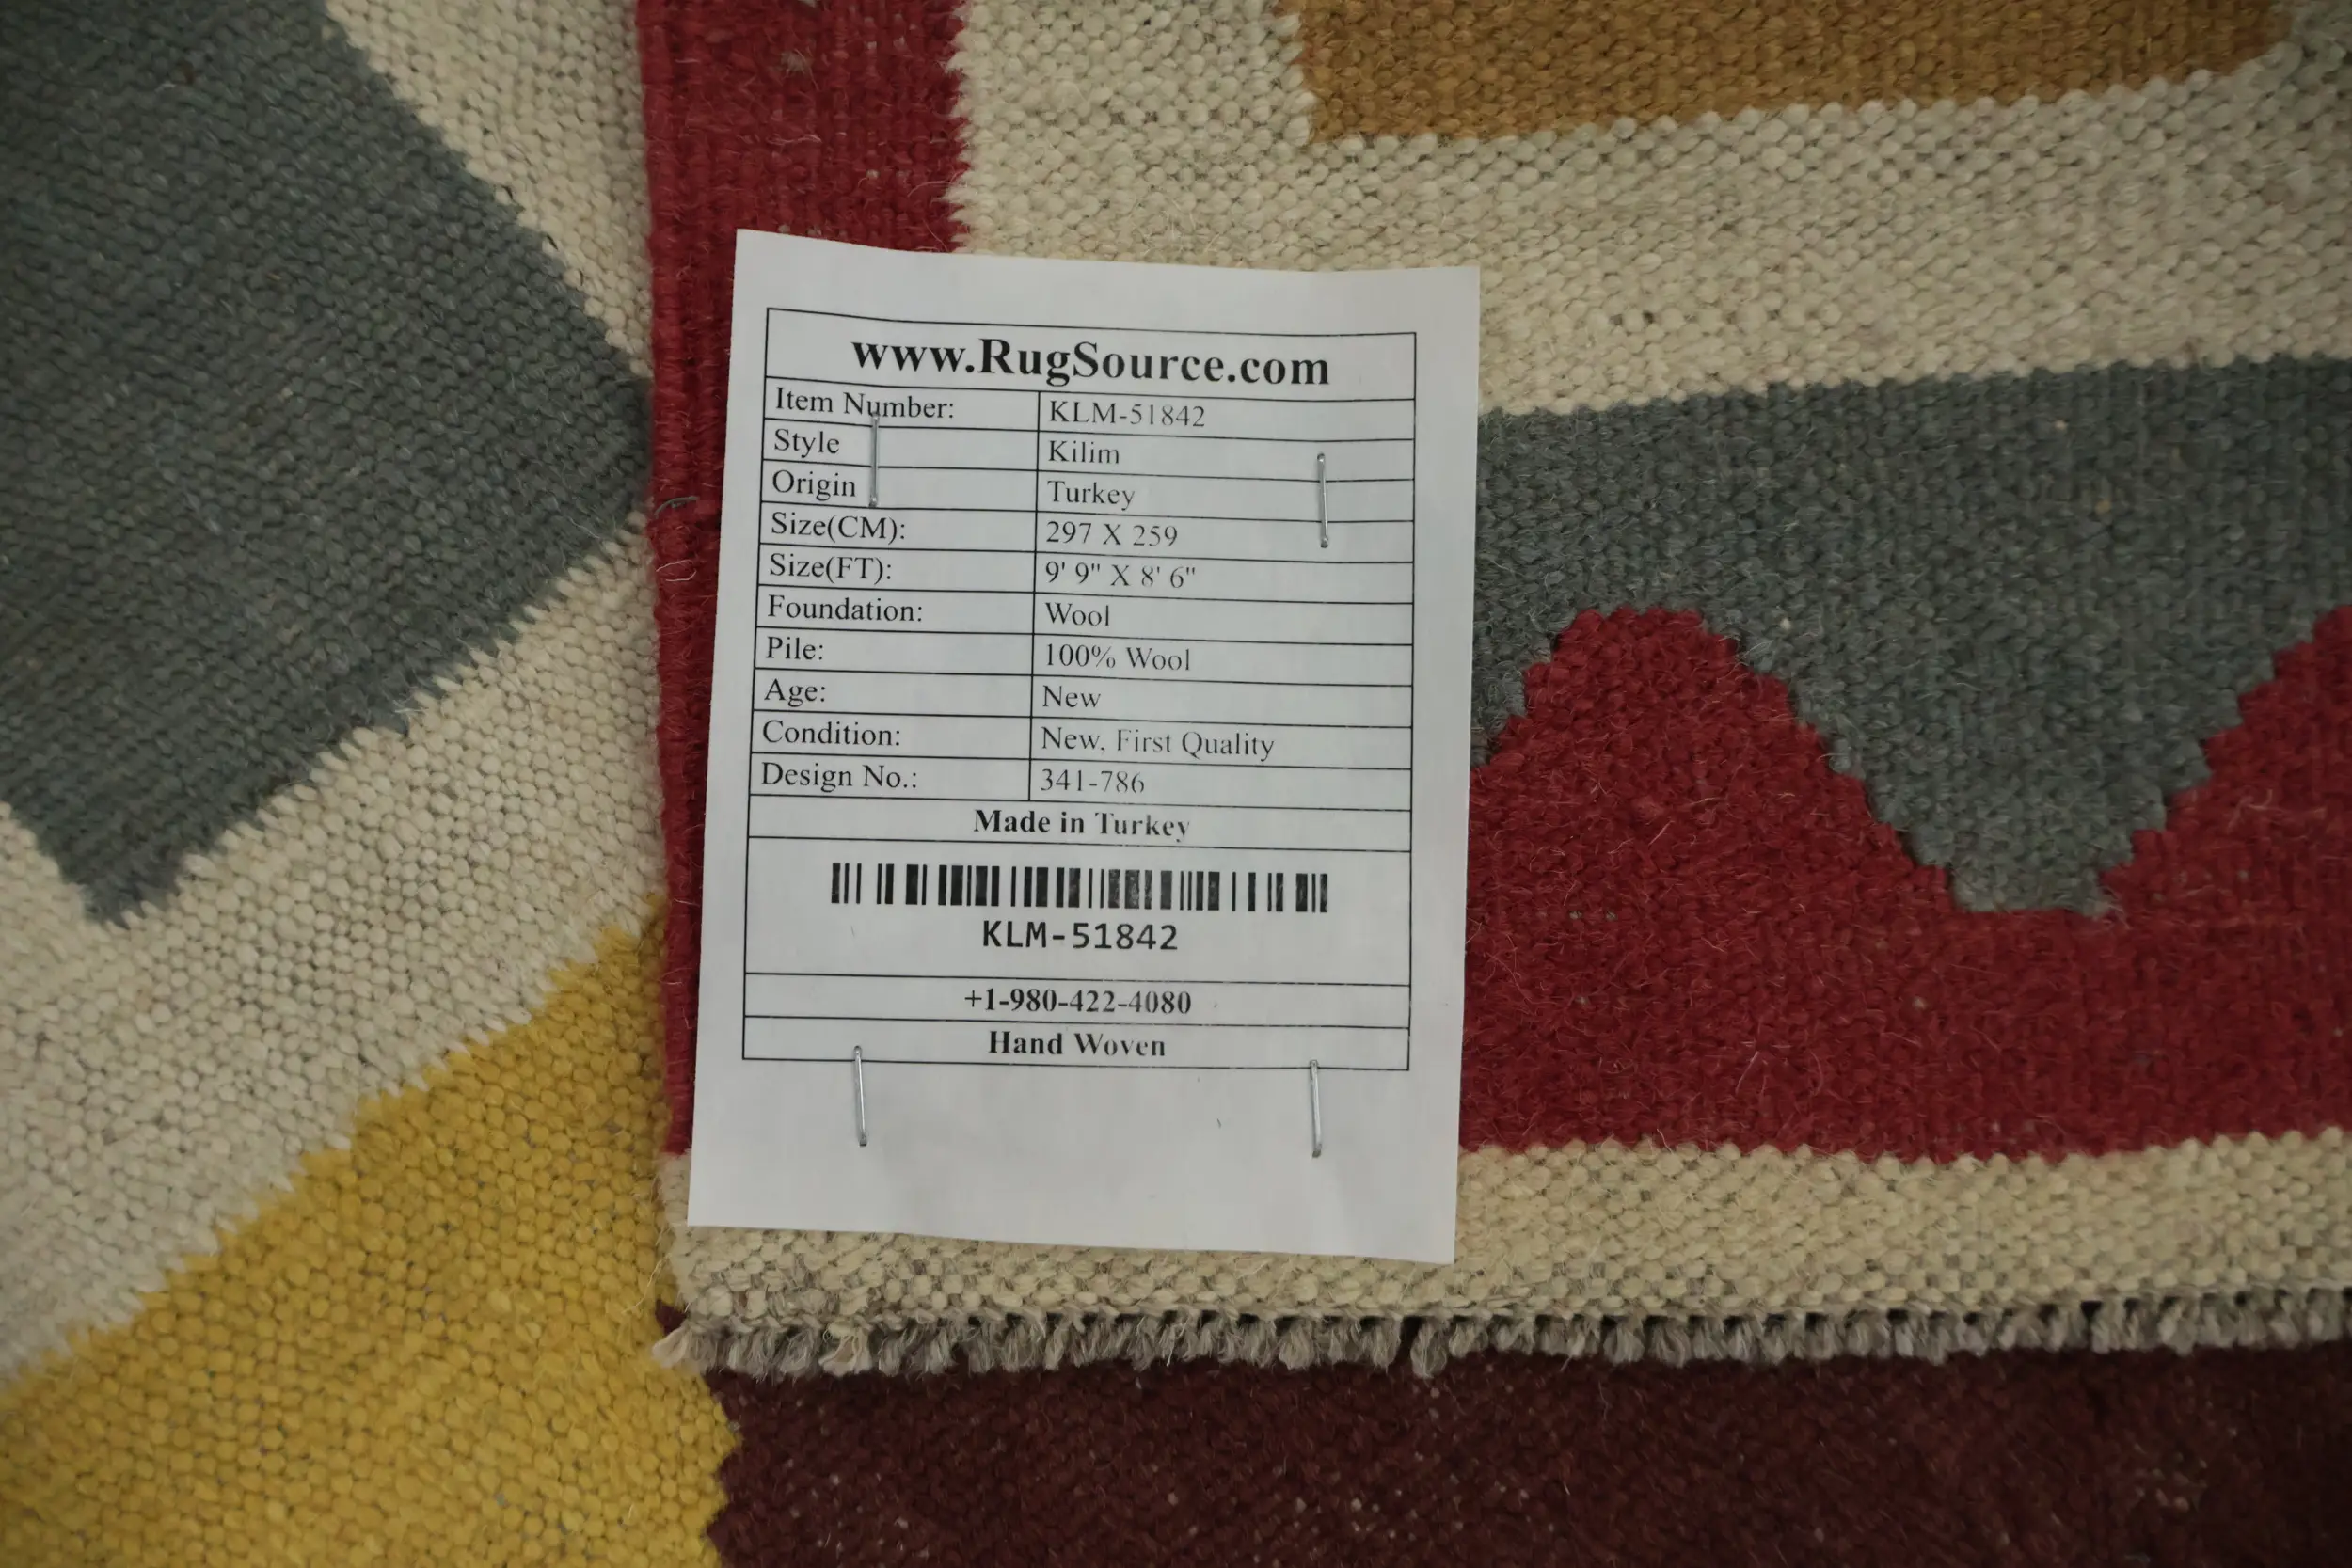 www.RugSource.com
Item Number: KLM-51842
Style Kilim
Origin Turkey
Size(CM): 297 X 259
Size(FT): 9' 9" X 8' 6"
Foundation: Wool
Pile: 100% Wool
Age: New
Condition: New, First Quality
Design No.: 341-786
Made in Turkey
KLM-51842
+1-980-422-4080
Hand Woven